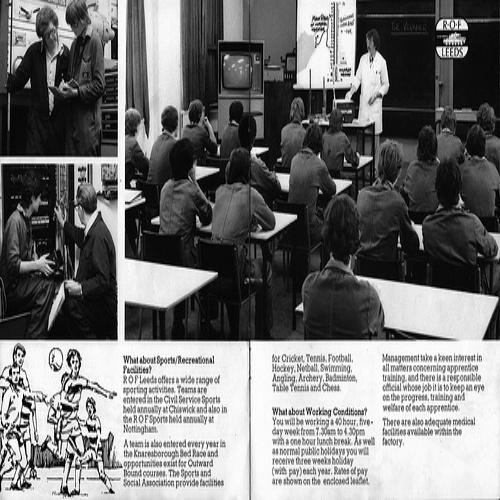 R·O·F
LEEDS
What about Sports/Recreational
Facilities?
R O F Leeds offers a wide range of
sporting activities. Teams are
entered in the Civil Service Sports
held annually at Chiswick and also in
the R O F Sports held annually at
Nottingham.
A team is also entered every year in
the Knaresborough Bed Race and
opportunities exist for Outward
Bound courses. The Sports and
Social Association provide facilities
for Cricket, Tennis, Football,
Hockey, Netball, Swimming,
Angling, Archery, Badminton,
Table Tennis and Chess.
What about Working Conditions?
You will be working a 40 hour, five-
day week from 7.30am to 4.30pm
with a one hour lunch break. As well
as normal public holidays you will
receive three weeks holiday
(with pay) each year. Rates of pay
are shown on the enclosed leaflet.
Management take a keen interest in
all matters concerning apprentice
training, and there is a responsible
official whose job it is to keep an eye
on the progress, training and
welfare of each apprentice.
There are also adequate medical
facilities available within the
factory.